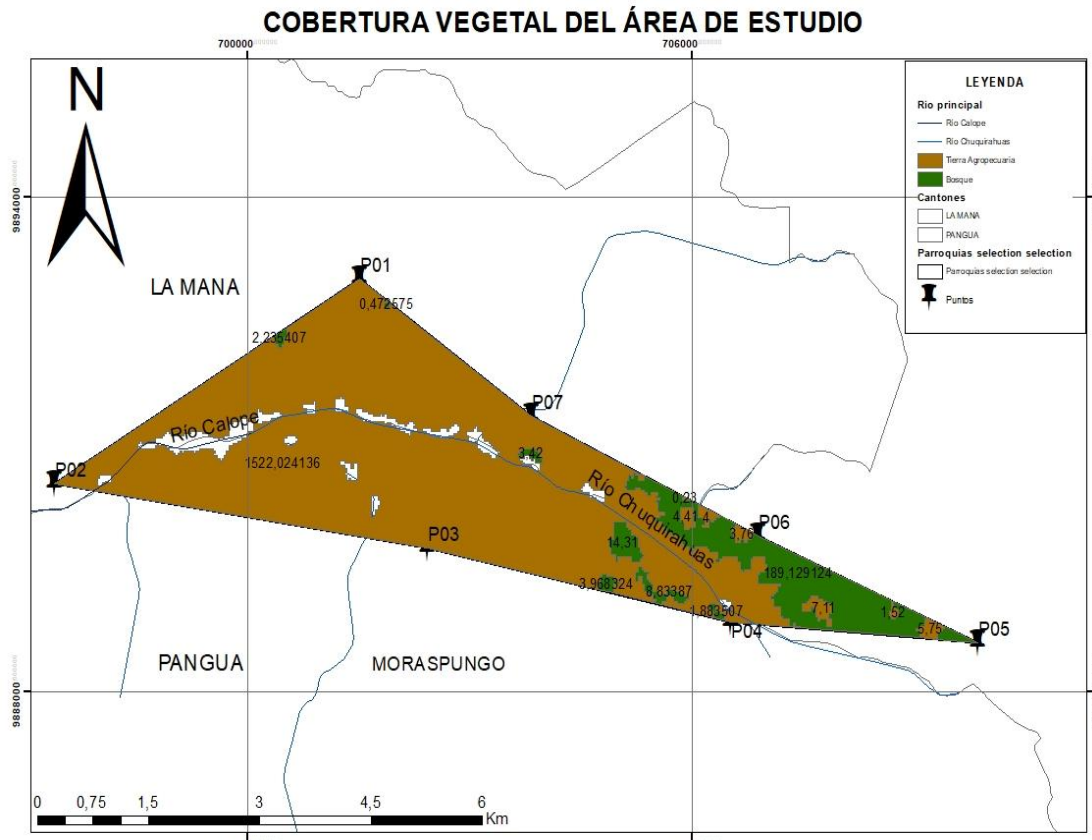 COBERTURA VEGETAL DEL ÁREA DE ESTUDIO
700000
706000
N
LEYENDA
Rio principal
Río Calope
Río Chuquirahuas
Tierra Agropecuaria
Bosque
Cantones
LA MANA
PANGUA
Parroquias selection selection
Parroquias selection selection
Puntos
9894000
P01
LA MANA
0,472575
2,235407
P07
Río Calope
3,42
1522,024136
P02
Río Chuquirahuas
0,23
4,41,4
P06
3,76
P03
14,31
189,129124
3,968324
8,83387
7,11
1,52
1,883507
5,75
P04
P05
PANGUA
MORASPUNGO
9888000
0 0,75 1,5 3 4,5 6
Km